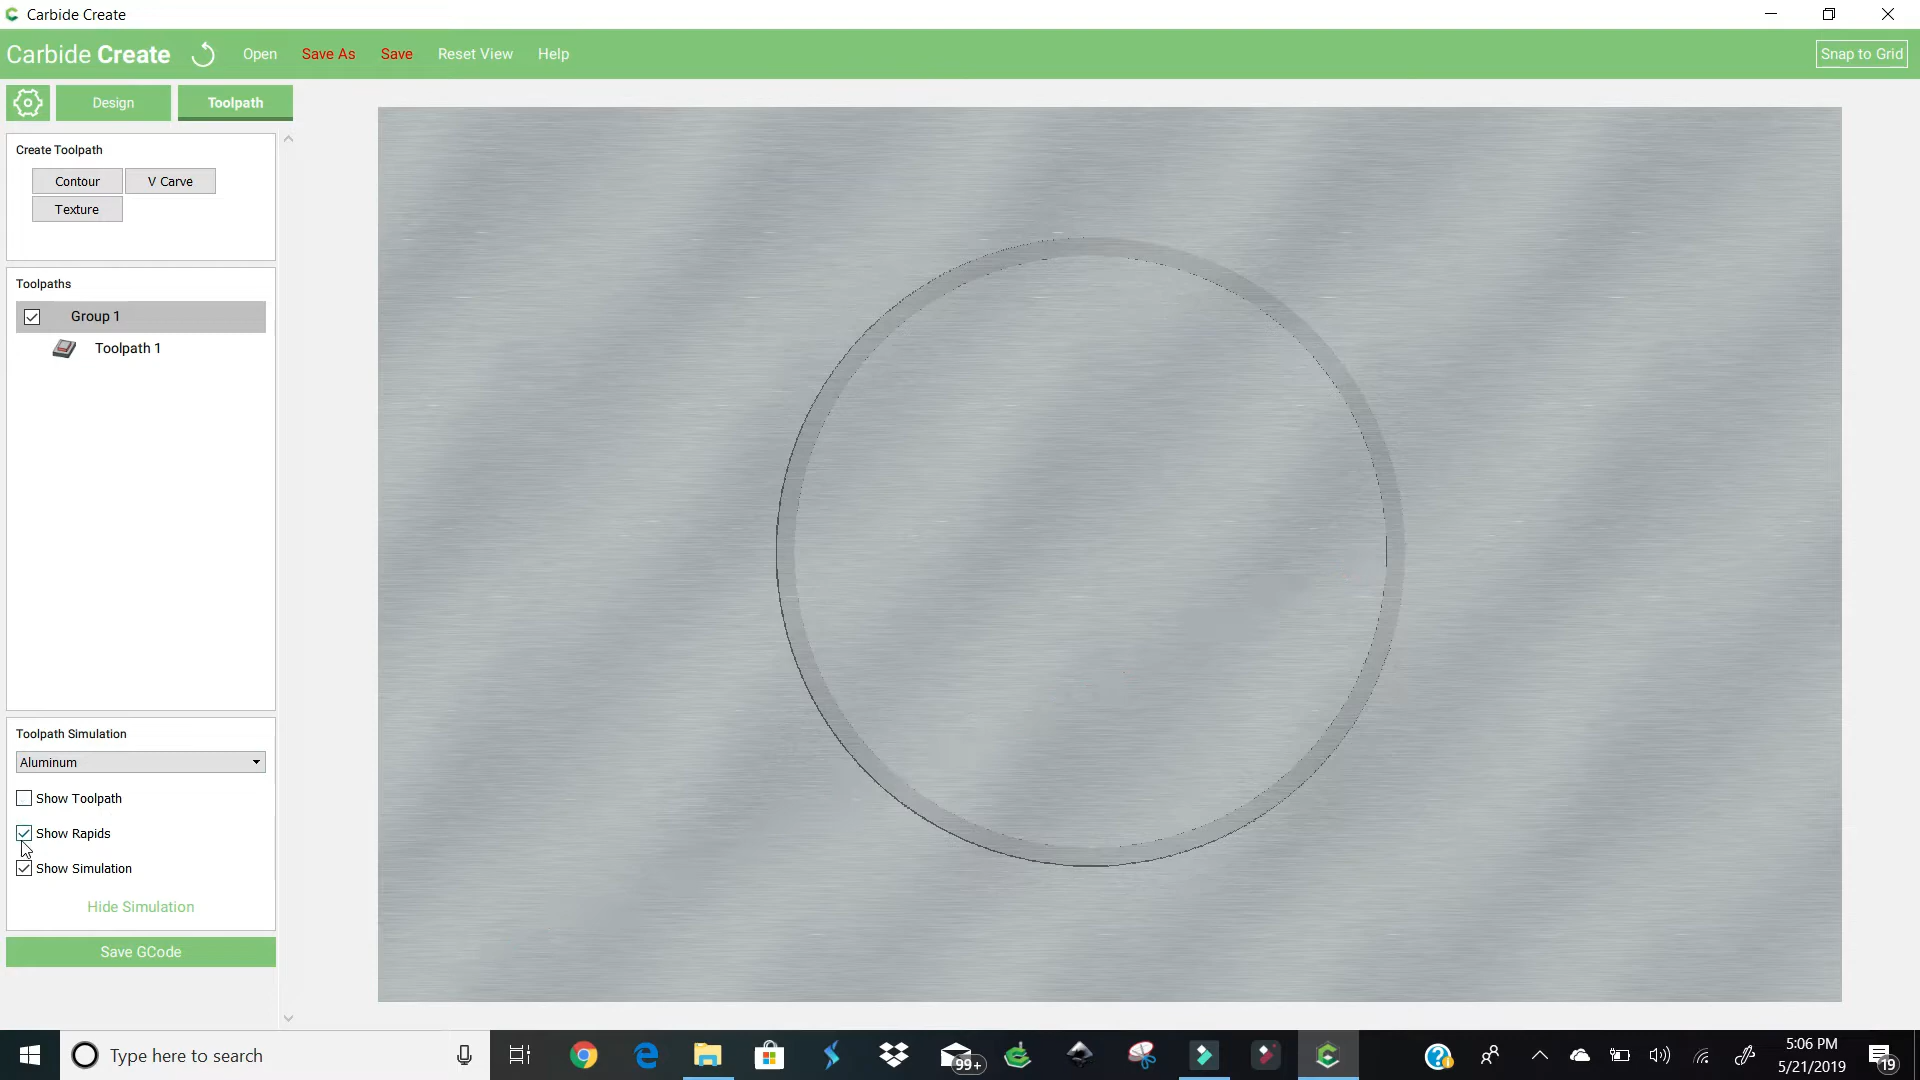 Carbide Create
Carbide Create Open Save As Save Reset View Help Snap to Grid
Design Toolpath
Create Toolpath
Contour V Carve
Texture
Toolpaths
Group 1
Toolpath 1
Toolpath Simulation
Aluminum
Show Toolpath
Show Rapids
Show Simulation
Hide Simulation
Save GCode
Type here to search
99+
5:06 PM
5/21/2019
19